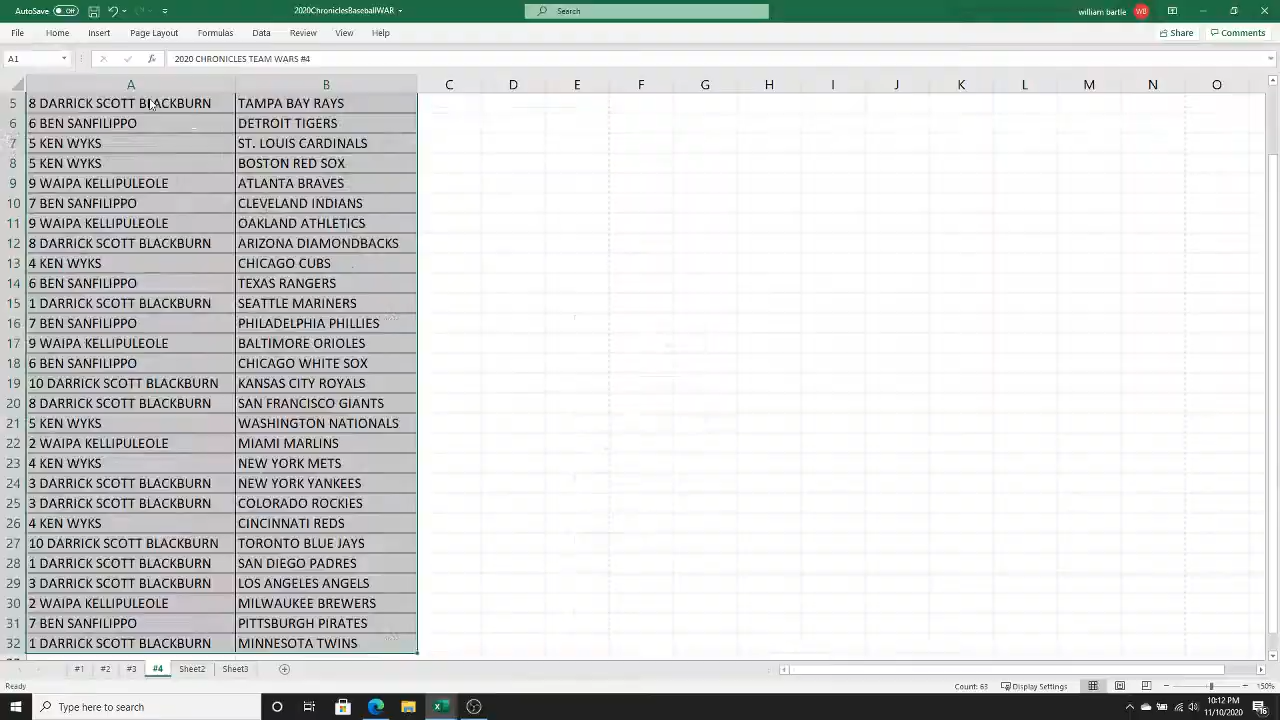 AutoSave Off 2020ChroniclesBaseballWAR Search william bartle WB
File Home Insert Page Layout Formulas Data Review View Help Share Comments
A1 fx 2020 CHRONICLES TEAM WARS #4
A B C D E F G H I J K L M N O
5 8 DARRICK SCOTT BLACKBURN TAMPA BAY RAYS
6 6 BEN SANFILIPPO DETROIT TIGERS
7 5 KEN WYKS ST. LOUIS CARDINALS
8 5 KEN WYKS BOSTON RED SOX
9 9 WAIPA KELLIPULEOLE ATLANTA BRAVES
10 7 BEN SANFILIPPO CLEVELAND INDIANS
11 9 WAIPA KELLIPULEOLE OAKLAND ATHLETICS
12 8 DARRICK SCOTT BLACKBURN ARIZONA DIAMONDBACKS
13 4 KEN WYKS CHICAGO CUBS
14 6 BEN SANFILIPPO TEXAS RANGERS
15 1 DARRICK SCOTT BLACKBURN SEATTLE MARINERS
16 7 BEN SANFILIPPO PHILADELPHIA PHILLIES
17 9 WAIPA KELLIPULEOLE BALTIMORE ORIOLES
18 6 BEN SANFILIPPO CHICAGO WHITE SOX
19 10 DARRICK SCOTT BLACKBURN KANSAS CITY ROYALS
20 8 DARRICK SCOTT BLACKBURN SAN FRANCISCO GIANTS
21 5 KEN WYKS WASHINGTON NATIONALS
22 2 WAIPA KELLIPULEOLE MIAMI MARLINS
23 4 KEN WYKS NEW YORK METS
24 3 DARRICK SCOTT BLACKBURN NEW YORK YANKEES
25 3 DARRICK SCOTT BLACKBURN COLORADO ROCKIES
26 4 KEN WYKS CINCINNATI REDS
27 10 DARRICK SCOTT BLACKBURN TORONTO BLUE JAYS
28 1 DARRICK SCOTT BLACKBURN SAN DIEGO PADRES
29 3 DARRICK SCOTT BLACKBURN LOS ANGELES ANGELS
30 2 WAIPA KELLIPULEOLE MILWAUKEE BREWERS
31 7 BEN SANFILIPPO PITTSBURGH PIRATES
32 1 DARRICK SCOTT BLACKBURN MINNESOTA TWINS
#1 #2 #3 #4 Sheet2 Sheet3
Ready Count: 63 Display Settings 150%
Type here to search 10:12 PM
11/10/2020